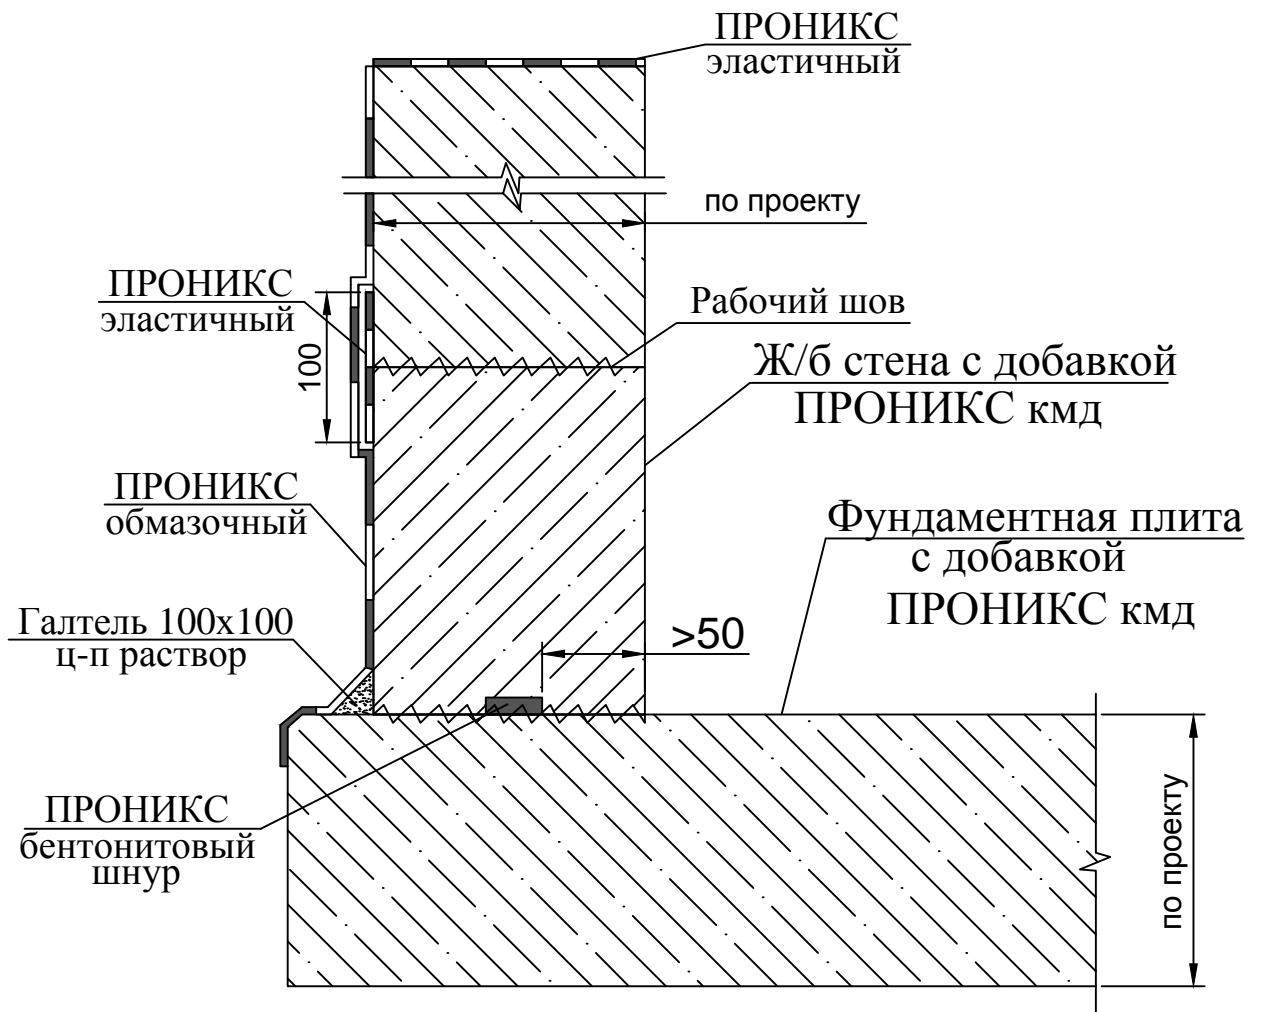 ПРОНИКС
эластичный
по проекту
ПРОНИКС
эластичный
100
Рабочий шов
Ж/б стена с добавкой
ПРОНИКС кмд
ПРОНИКС
обмазочный
Фундаментная плита
с добавкой
ПРОНИКС кмд
Галтель 100х100
ц-п раствор
>50
ПРОНИКС
бентонитовый
шнур
по проекту